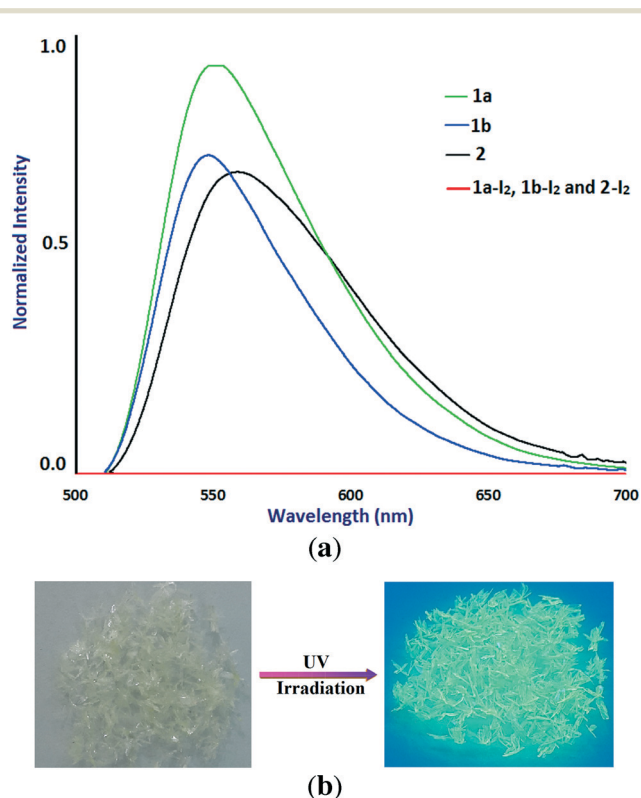 1.0
1a
1b
2
1a-I₂, 1b-I₂ and 2-I₂
0.5
Normalized Intensity
0.0
500 550 600 650 700
Wavelength (nm)
(a)
UV
Irradiation
(b)